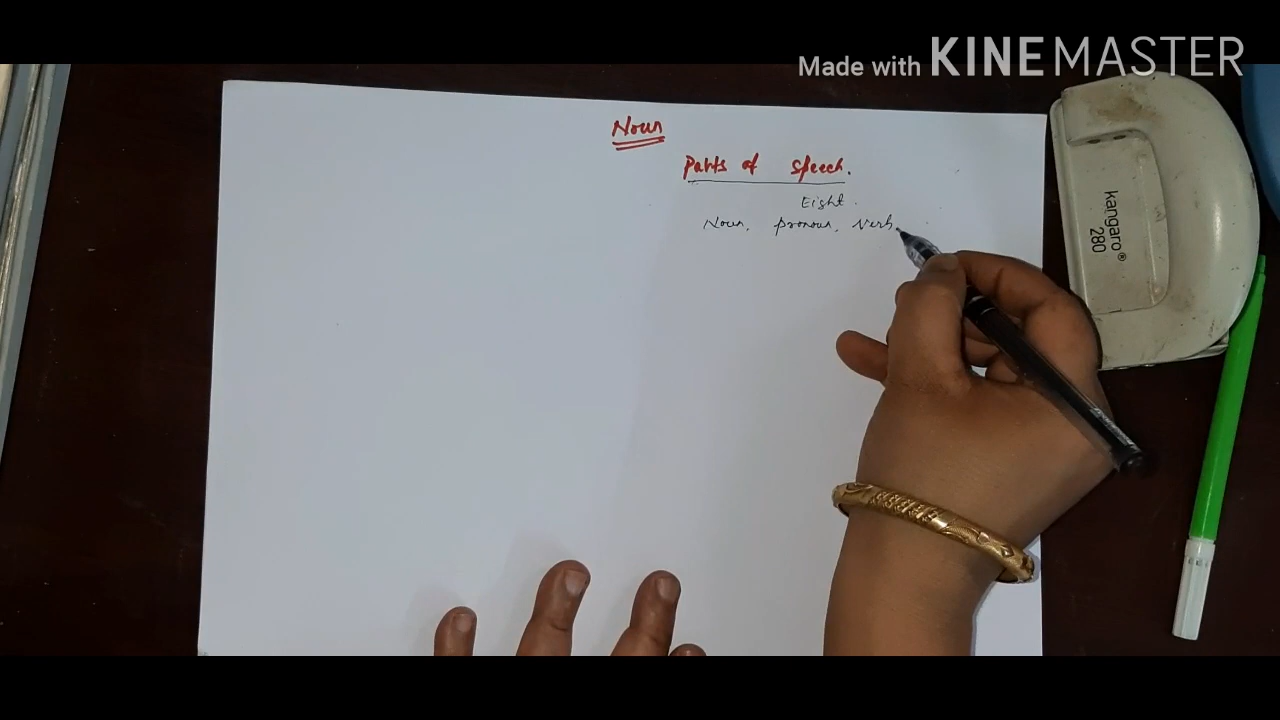 Made with KINEMASTER
Noun
Parts of Speech.
Eight.
Noun, pronoun, Verb,
kangaro®
280